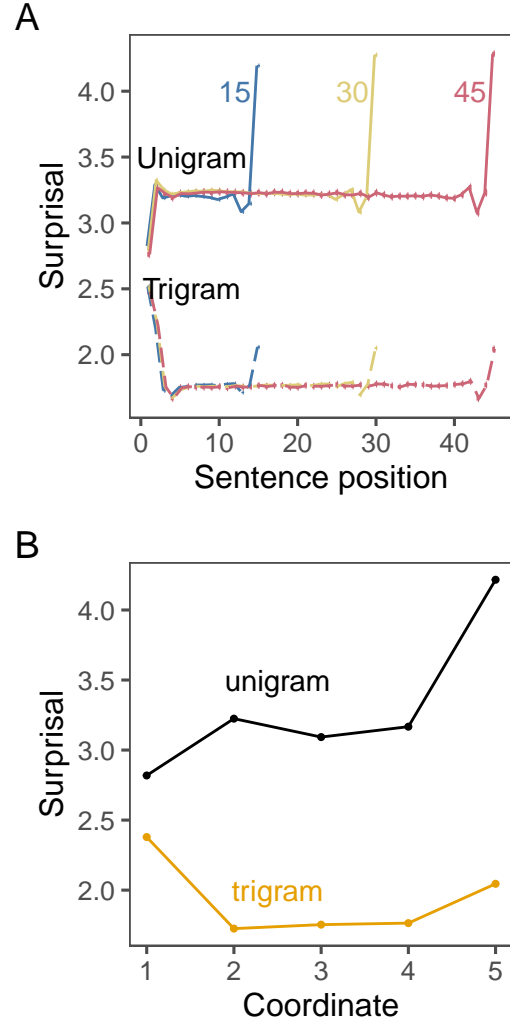 A
4.0
3.5
3.0
2.5
2.0
Surprisal
15
30
45
Unigram
Trigram
0
10
20
30
40
Sentence position
B
4.0
3.5
3.0
2.5
2.0
Surprisal
unigram
trigram
1
2
3
4
5
Coordinate